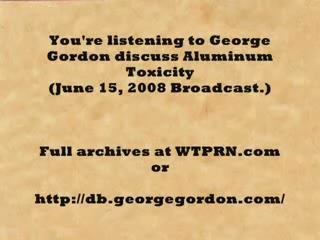 You're listening to George
Gordon discuss Aluminum
Toxicity
(June 15, 2008 Broadcast.)
Full archives at WTPRN.com
or
http://db.georgegordon.com/